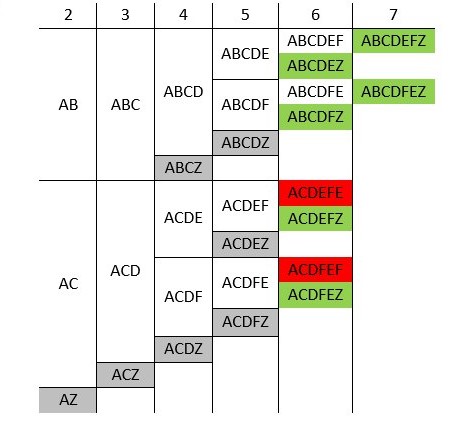 2 3 4 5 6 7
ABCDEF ABCDEFZ
ABCDE
ABCDEZ
ABCD
ABCDFE ABCDFEZ
AB ABC ABCDF
ABCDFZ
ABCDZ
ABCZ
ACDEFE
ACDEF
ACDE
ACDEFZ
ACDEZ
ACD
ACDFEF
AC ACDFE
ACDF
ACDFEZ
ACDFZ
ACDZ
ACZ
AZ